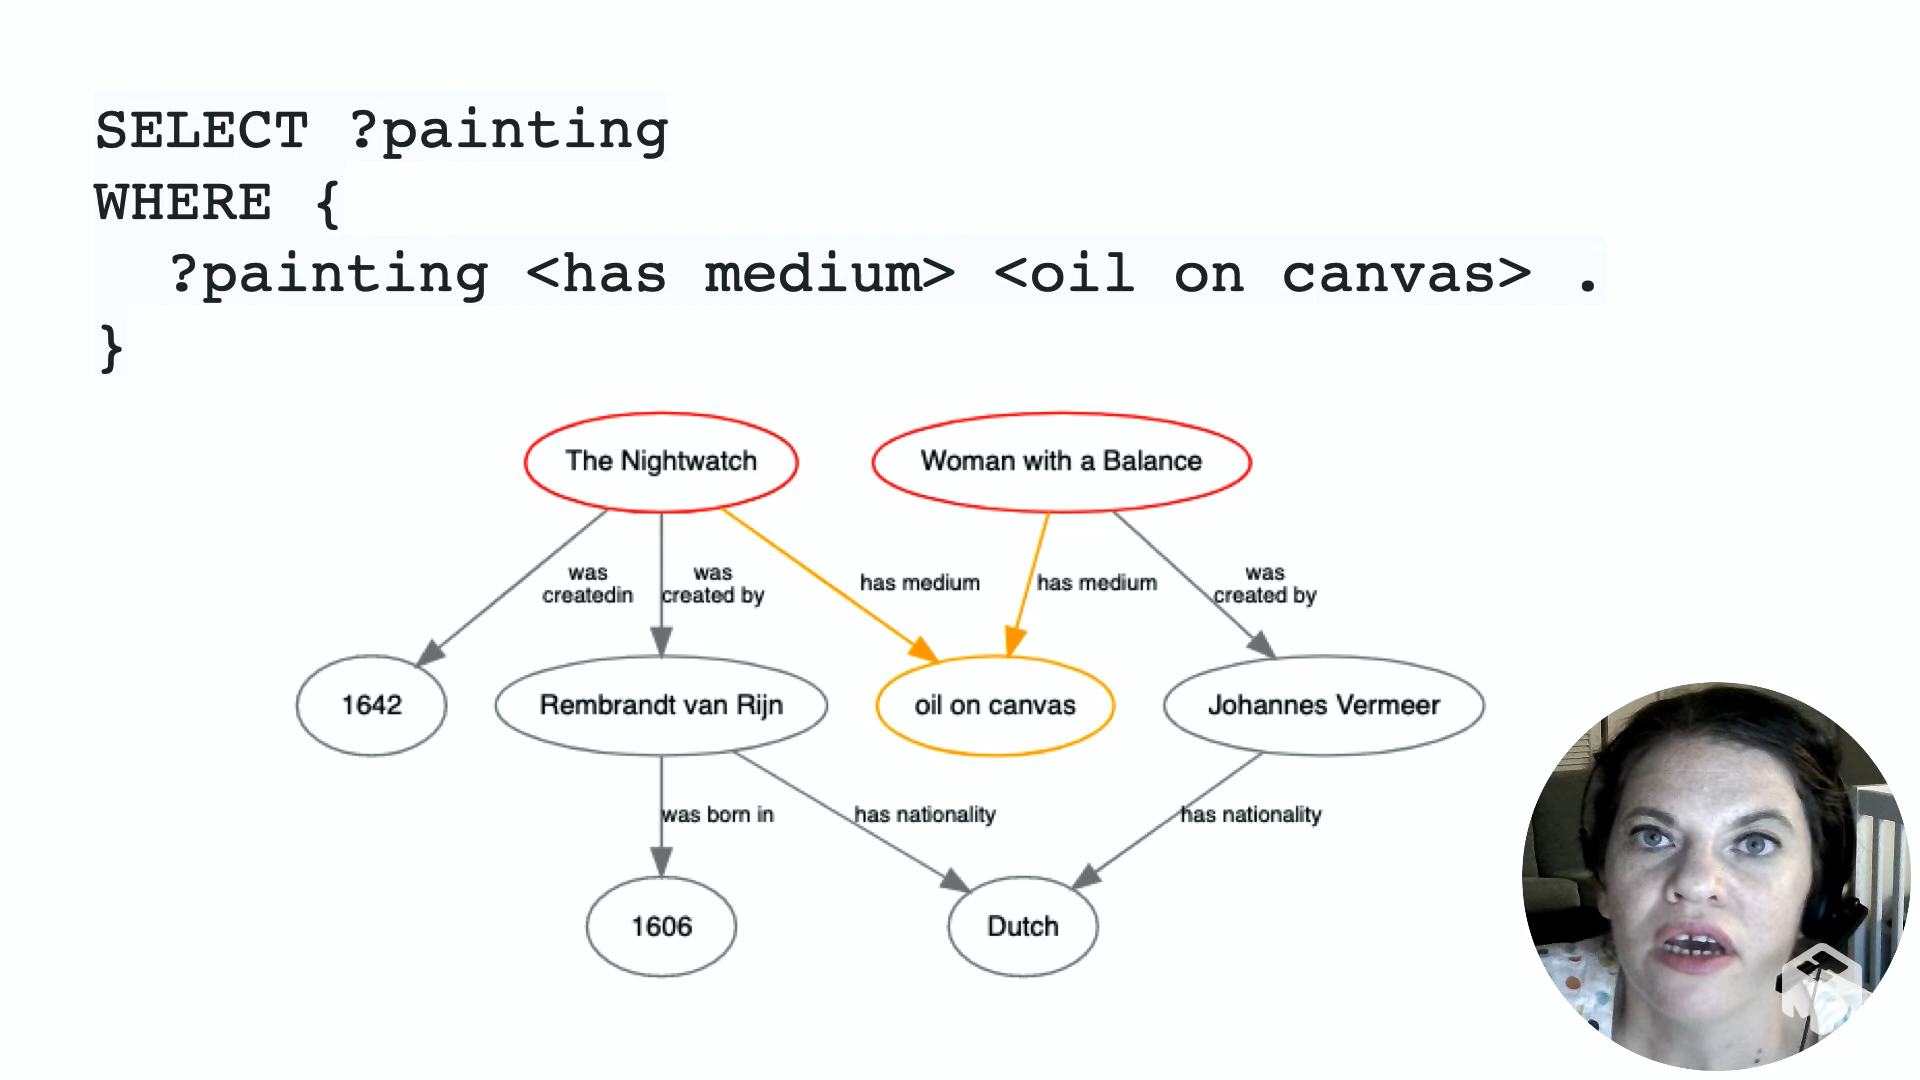 SELECT ?painting
WHERE {
?painting <has medium> <oil on canvas> .
}
The Nightwatch
Woman with a Balance
was
createdin
was
created by
has medium
has medium
was
created by
1642
Rembrandt van Rijn
oil on canvas
Johannes Vermeer
was born in
has nationality
has nationality
1606
Dutch